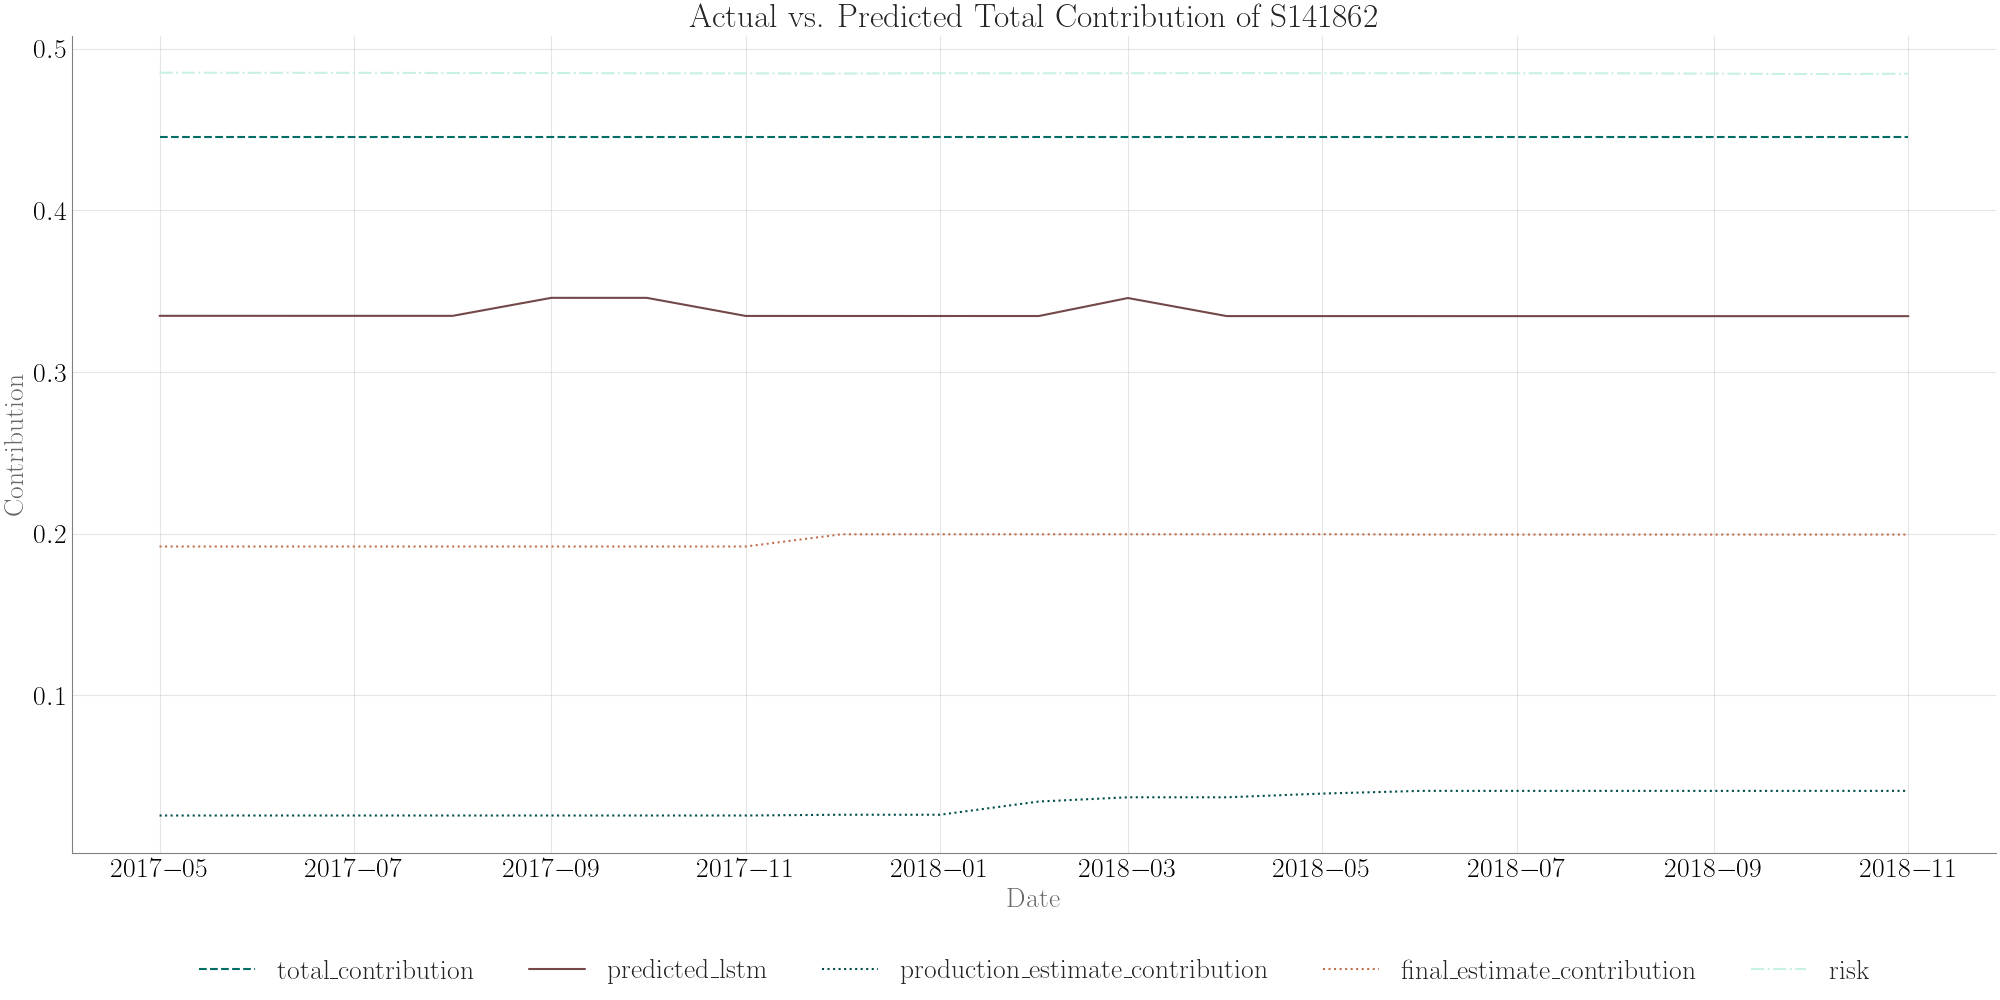 Actual vs. Predicted Total Contribution of S141862
0.5
0.4
0.3
0.2
0.1
Contribution
2017–05 2017–07 2017–09 2017–11 2018–01 2018–03 2018–05 2018–07 2018–09 2018–11
Date
total_contribution predicted_lstm production_estimate_contribution final_estimate_contribution risk